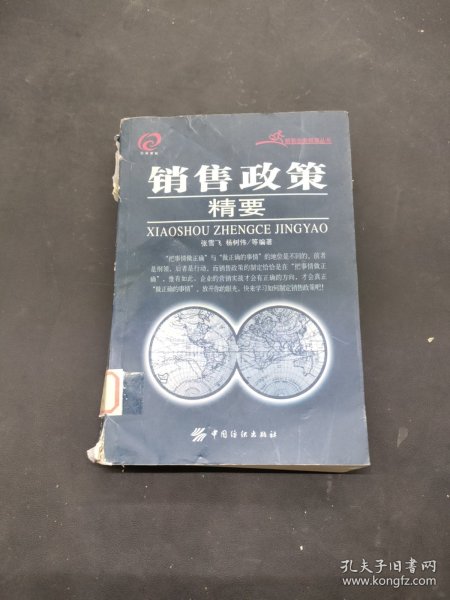 销售政策
精要
XIAOSHOU ZHENGCE JINGYAO
张雪飞 杨树伟/等编著
“把事情做正确”与“做正确的事情”的地位是不同的,前者
是纲领,后者是行动,而销售政策的制定恰恰是在“把事情做正
确”,惟有如此,企业的营销实战才会有正确的方向,才会真正
“做正确的事情”,放开你的眼光,快来学习如何制定销售政策吧!
中国纺织出版社
孔夫子旧书网
www.kongfz.com